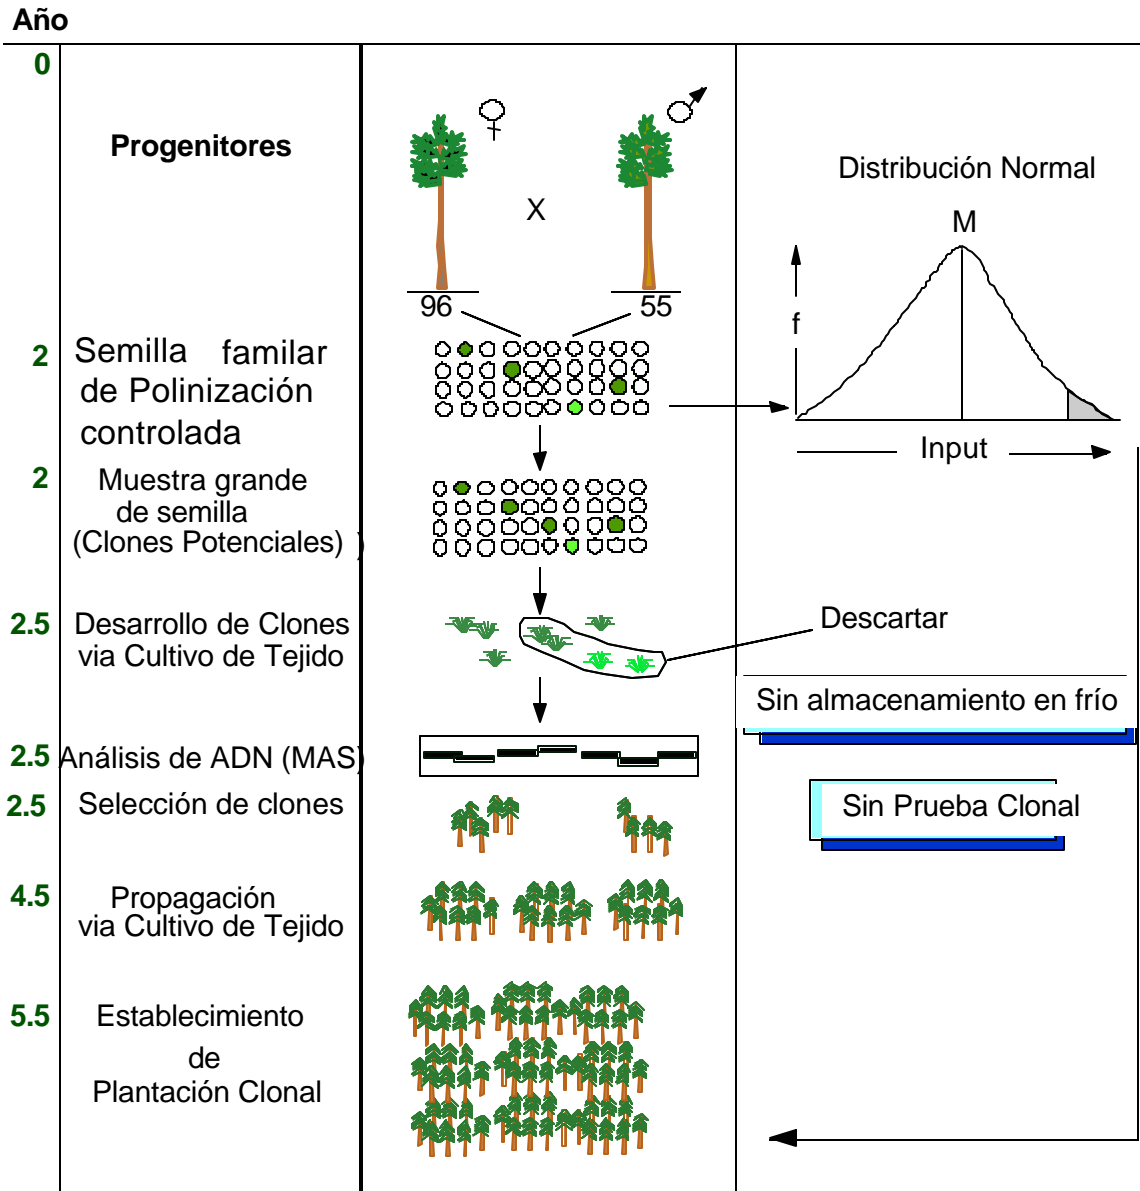 Año
0
Progenitores
X
96
55
Distribución Normal
M
f
Input
2
Semilla familar
de Polinización
controlada
2
Muestra grande
de semilla
(Clones Potenciales) )
2.5
Desarrollo de Clones
via Cultivo de Tejido
Descartar
Sin almacenamiento en frío
2.5
Análisis de ADN (MAS)
2.5
Selección de clones
Sin Prueba Clonal
4.5
Propagación
via Cultivo de Tejido
5.5
Establecimiento
de
Plantación Clonal